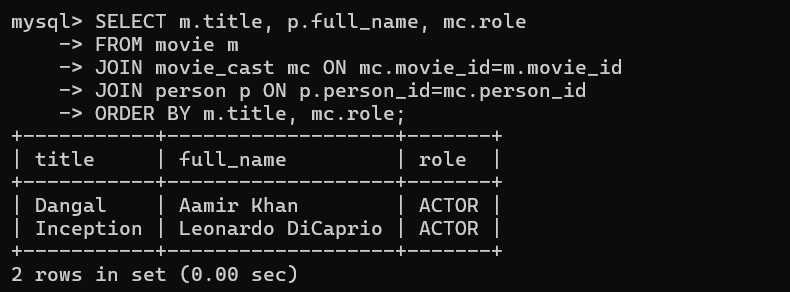 mysql> SELECT m.title, p.full_name, mc.role
    -> FROM movie m
    -> JOIN movie_cast mc ON mc.movie_id=m.movie_id
    -> JOIN person p ON p.person_id=mc.person_id
    -> ORDER BY m.title, mc.role;
+-----------+-------------------+-------+
| title     | full_name         | role  |
+-----------+-------------------+-------+
| Dangal    | Aamir Khan        | ACTOR |
| Inception | Leonardo DiCaprio | ACTOR |
+-----------+-------------------+-------+
2 rows in set (0.00 sec)